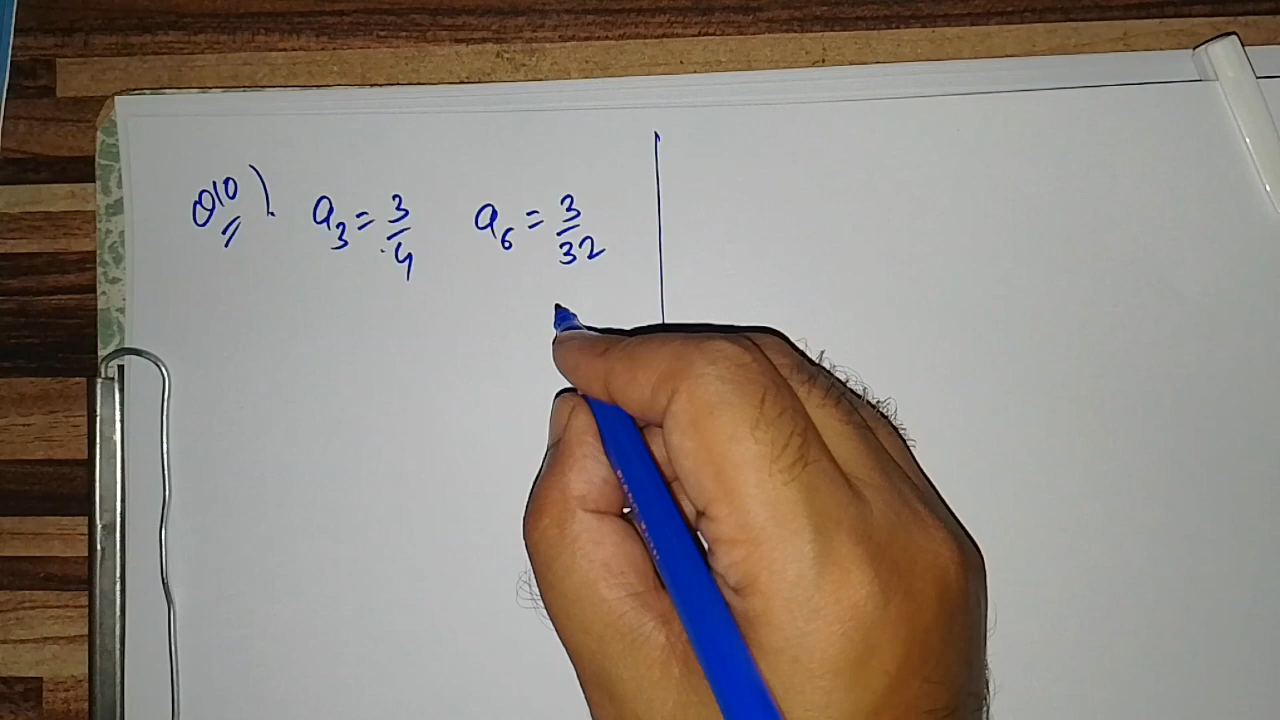 Q10). a₃ = 3/4 a₆ = 3/32